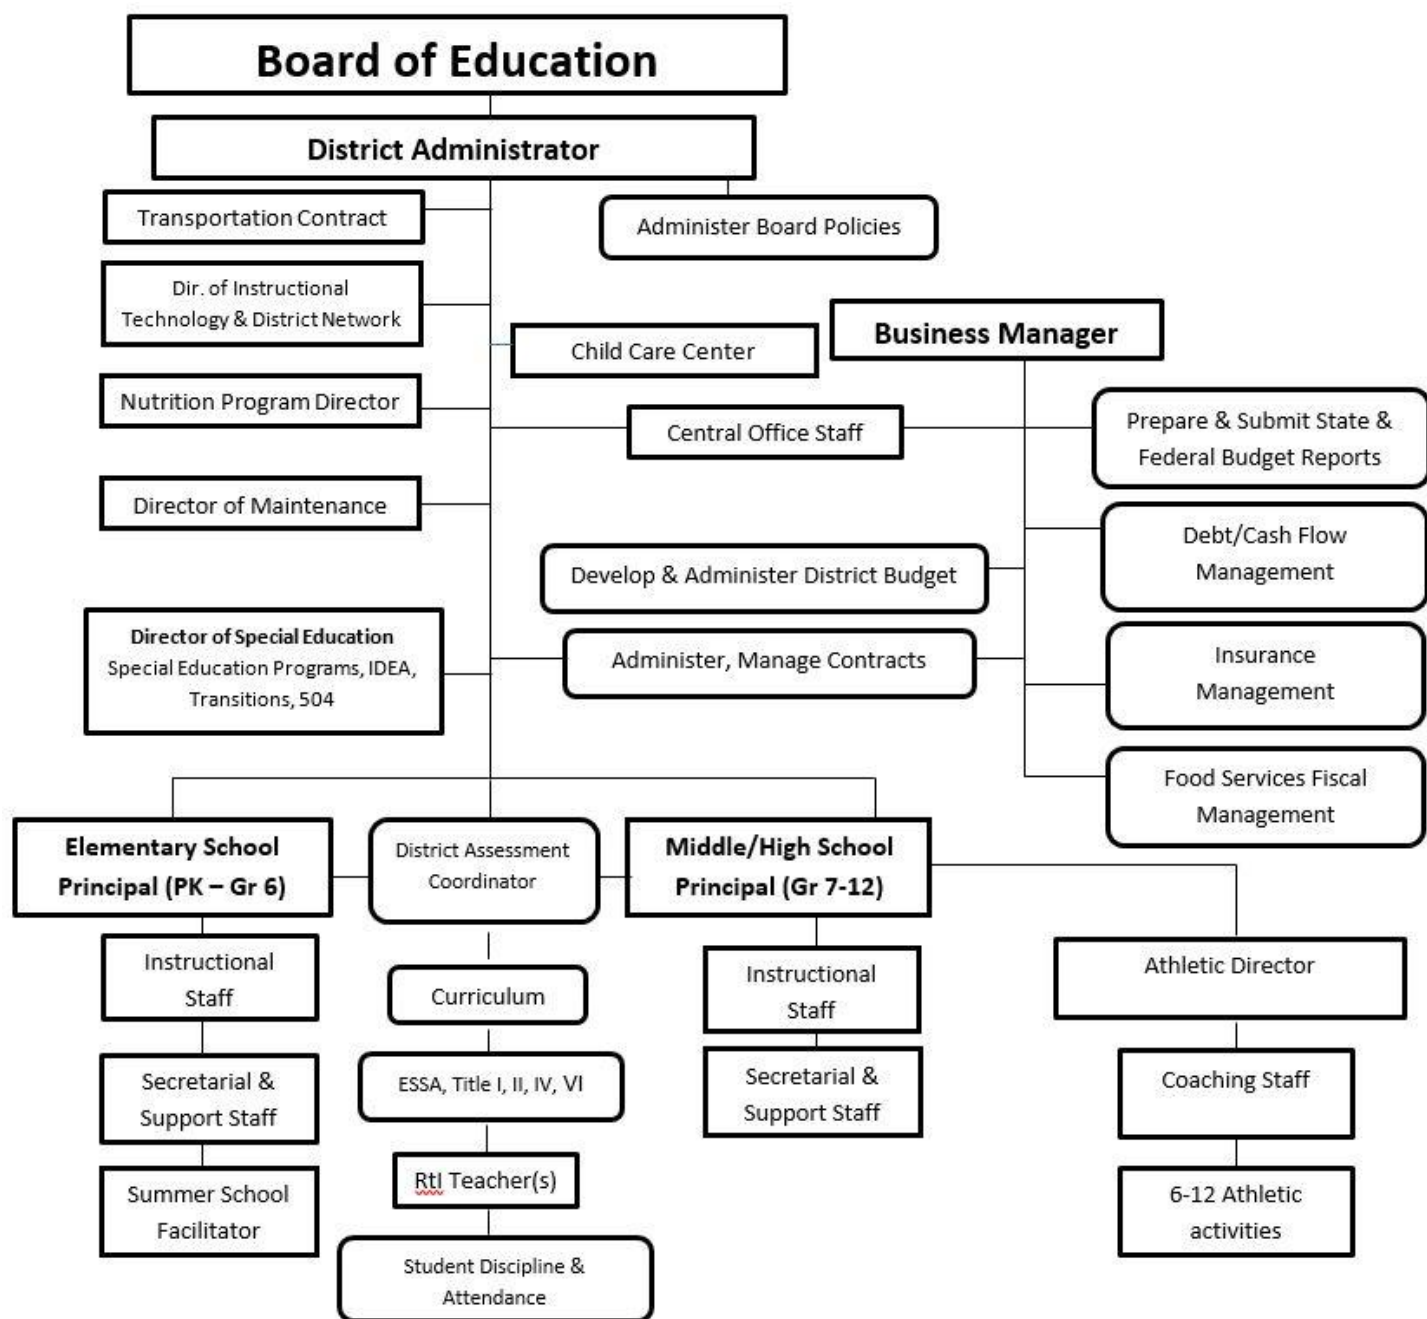 Board of Education
District Administrator
Transportation Contract
Administer Board Policies
Dir. of Instructional
Technology & District Network
Child Care Center
Business Manager
Nutrition Program Director
Central Office Staff
Prepare & Submit State &
Federal Budget Reports
Director of Maintenance
Debt/Cash Flow
Management
Develop & Administer District Budget
Director of Special Education
Special Education Programs, IDEA,
Transitions, 504
Administer, Manage Contracts
Insurance
Management
Food Services Fiscal
Management
Elementary School
Principal (PK – Gr 6)
District Assessment
Coordinator
Middle/High School
Principal (Gr 7-12)
Instructional
Staff
Secretarial &
Support Staff
Summer School
Facilitator
Curriculum
ESSA, Title I, II, IV, VI
RtI Teacher(s)
Student Discipline &
Attendance
Instructional
Staff
Secretarial &
Support Staff
Athletic Director
Coaching Staff
6-12 Athletic
activities